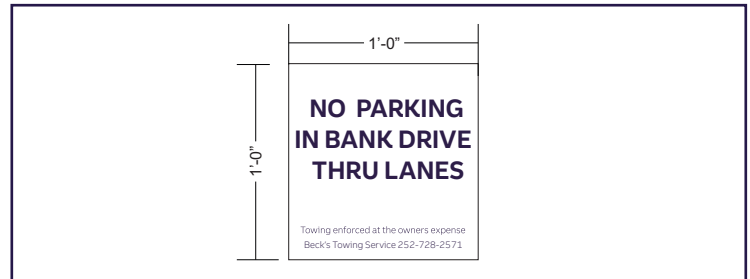 1'-0”
1'-0”
NO PARKING
IN BANK DRIVE
THRU LANES
Towing enforced at the owners expense
Beck's Towing Service 252-728-2571